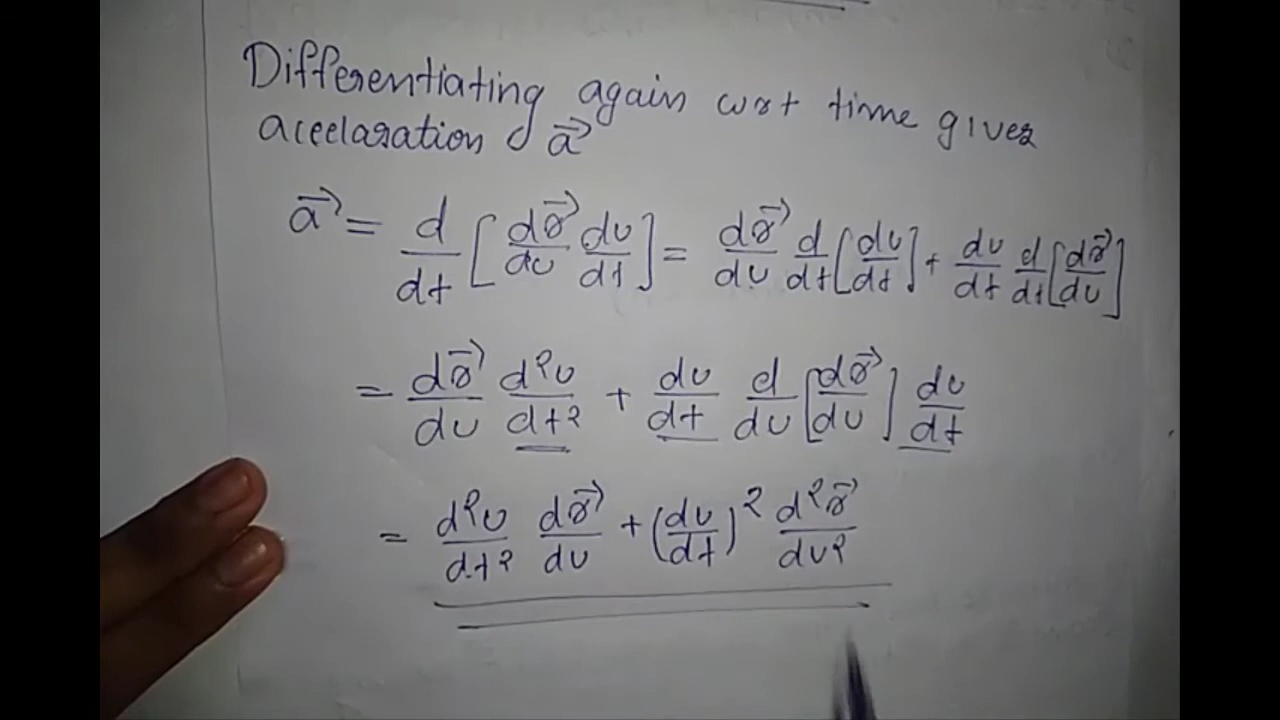 Differentiating again wrt time gives
aceelaration a⃗
a⃗ = d/dt [dr⃗/du du/dt] = dr⃗/du d/dt [du/dt] + du/dt d/dt [dr⃗/du]
= dr⃗/du d²u/dt² + du/dt d/du [dr⃗/du] du/dt
= d²u/dt² dr⃗/du + (du/dt)² d²r⃗/du²